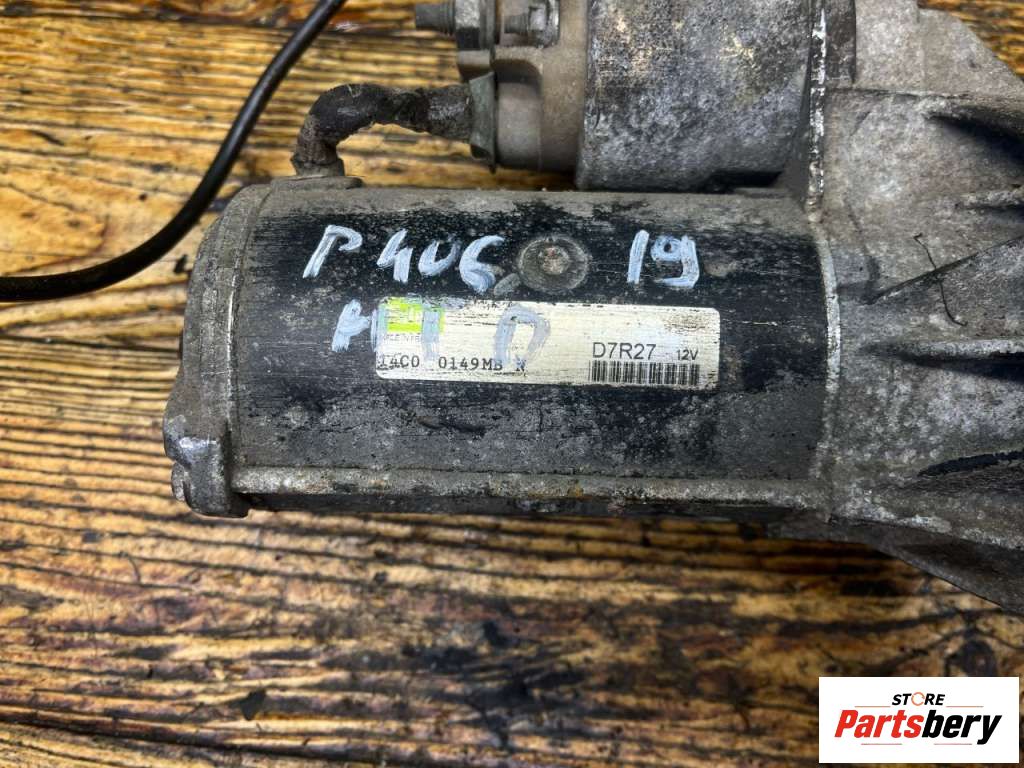 P406 19
D7R27 12V
14C0 0149MB N
STORE
Partsbery